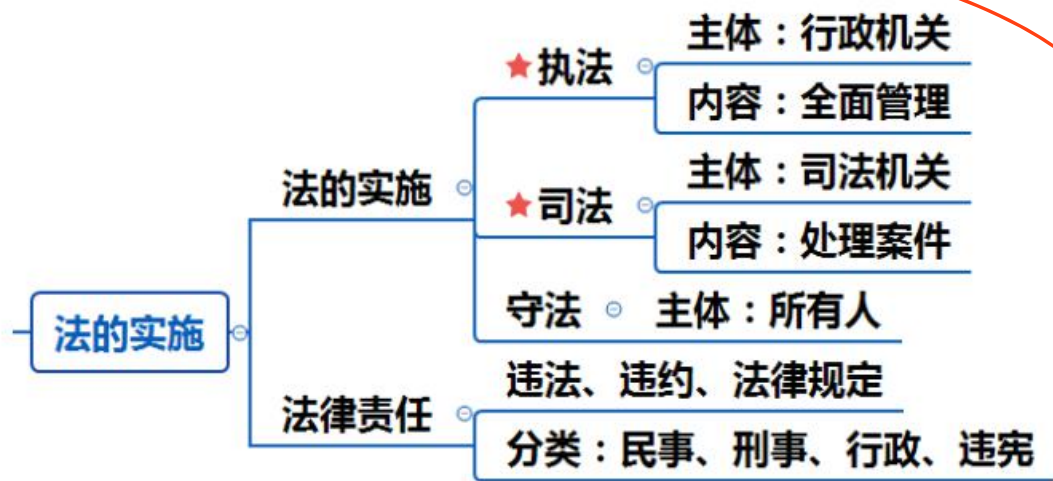 法的实施
法的实施
★执法
主体：行政机关
内容：全面管理
★司法
主体：司法机关
内容：处理案件
守法
主体：所有人
法律责任
违法、违约、法律规定
分类：民事、刑事、行政、违宪